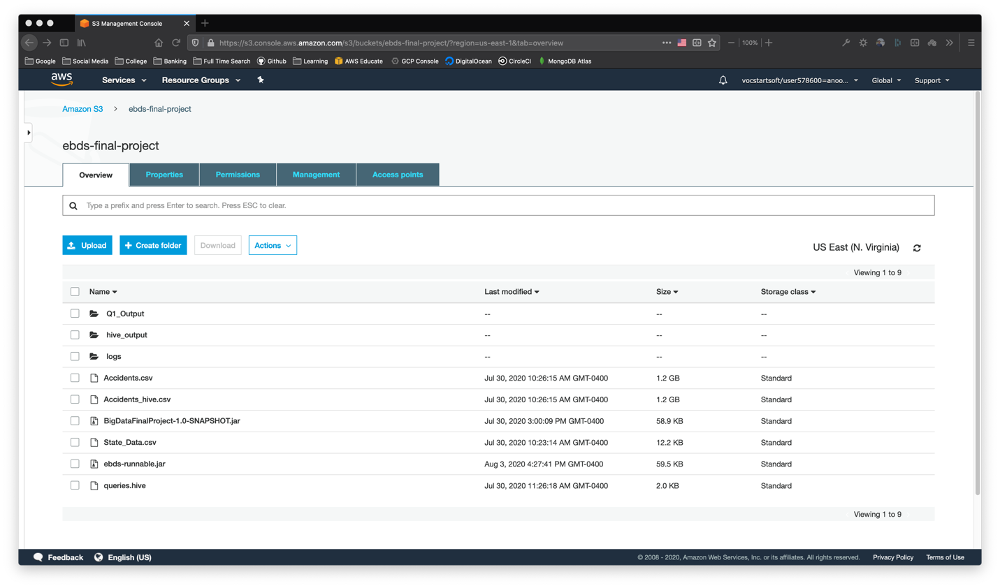 S3 Management Console
https://s3.console.aws.amazon.com/s3/buckets/ebds-final-project/?region=us-east-1&tab=overview
100%
Google Social Media College Banking Full Time Search Github Learning AWS Educate GCP Console DigitalOcean CircleCI MongoDB Atlas
aws Services Resource Groups vocstartsoft/user578600=anoo... Global Support
Amazon S3 > ebds-final-project
ebds-final-project
Overview Properties Permissions Management Access points
Type a prefix and press Enter to search. Press ESC to clear.
Upload + Create folder Download Actions US East (N. Virginia)
Viewing 1 to 9
Name Last modified Size Storage class
Q1_Output -- -- --
hive_output -- -- --
logs -- -- --
Accidents.csv Jul 30, 2020 10:26:15 AM GMT-0400 1.2 GB Standard
Accidents_hive.csv Jul 30, 2020 10:26:15 AM GMT-0400 1.2 GB Standard
BigDataFinalProject-1.0-SNAPSHOT.jar Jul 30, 2020 3:00:09 PM GMT-0400 58.9 KB Standard
State_Data.csv Jul 30, 2020 10:23:14 AM GMT-0400 12.2 KB Standard
ebds-runnable.jar Aug 3, 2020 4:27:41 PM GMT-0400 59.5 KB Standard
queries.hive Jul 30, 2020 11:26:18 AM GMT-0400 2.0 KB Standard
Viewing 1 to 9
Feedback English (US) © 2008 - 2020, Amazon Web Services, Inc. or its affiliates. All rights reserved. Privacy Policy Terms of Use